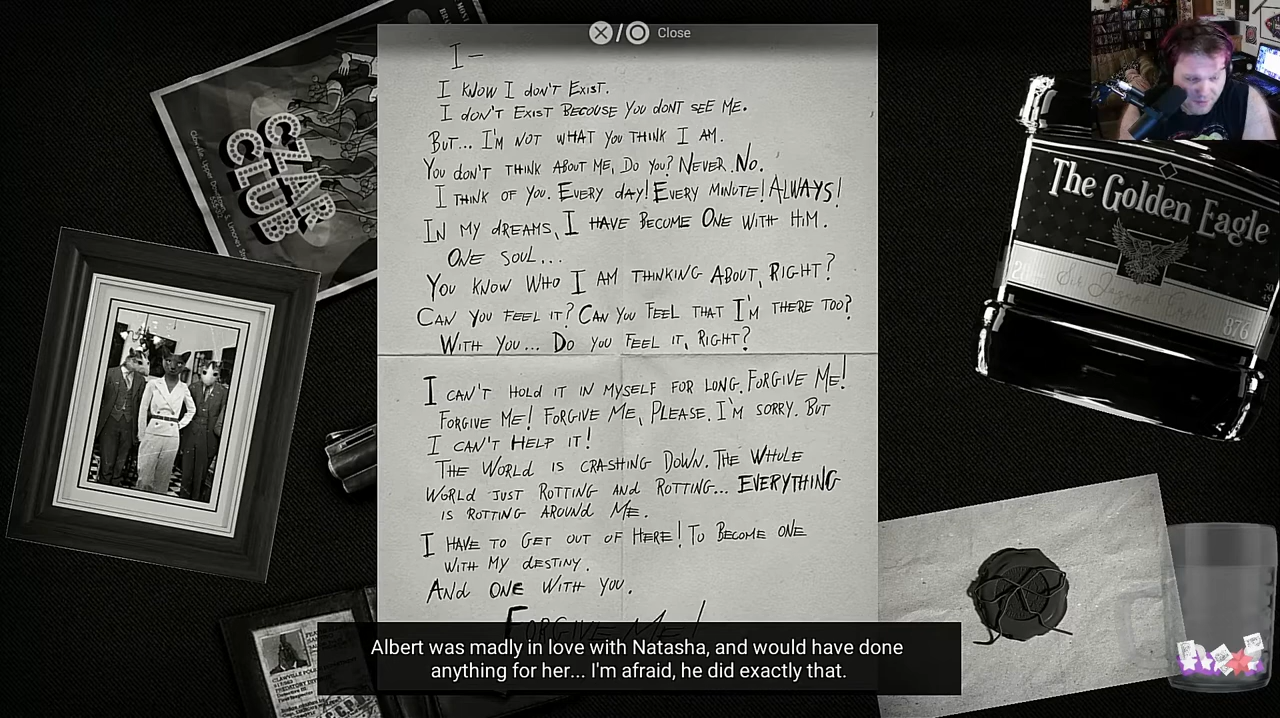 Close
I—
I KNOW I DON'T EXIST.
I DON'T EXIST BECOUSE YOU DONT SEE ME.
BUT... I'M NOT WHAT YOU THINK I AM.
YOU DON'T THINK ABOUT ME, DO YOU? NEVER. NO.
I THINK OF YOU. EVERY DAY! EVERY MINUTE! ALWAYS!
IN MY DREAMS, I HAVE BECOME ONE WITH HIM.
ONE SOUL...
YOU KNOW WHO I AM THINKING ABOUT, RIGHT?
CAN YOU FEEL IT? CAN YOU FEEL THAT I'M THERE TOO?
WITH YOU... DO YOU FEEL IT, RIGHT?
I CAN'T HOLD IT IN MYSELF FOR LONG. FORGIVE ME!
FORGIVE ME! FORGIVE ME, PLEASE. I'M SORRY. BUT
I CAN'T HELP IT!
THE WORLD IS CRASHING DOWN. THE WHOLE
WORLD JUST ROTTING AND ROTTING... EVERYTHING
IS ROTTING AROUND ME.
I HAVE TO GET OUT OF HERE! TO BECOME ONE
WITH MY DESTINY.
AND ONE WITH YOU.
FORGIVE ME!
Albert was madly in love with Natasha, and would have done
anything for her... I'm afraid, he did exactly that.
CZAR
CLUB
The Golden Eagle
876